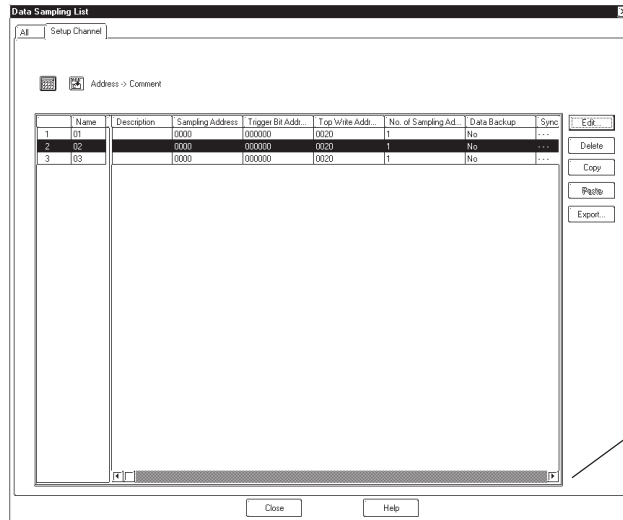 Data Sampling List
All Setup Channel
Address -> Comment
Name Description Sampling Address Trigger Bit Addr... Top Write Addr... No. of Sampling Ad... Data Backup Sync
1 01 0000 000000 0020 1 No ---
2 02 0000 000000 0020 1 No ---
3 03 0000 000000 0020 1 No ---
Edit...
Delete
Copy
Paste
Export...
Close Help